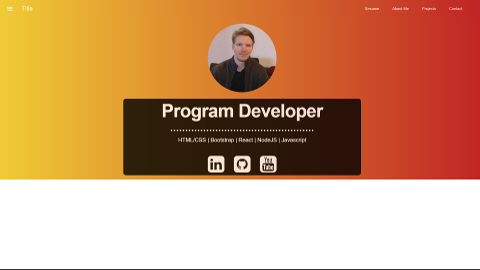 Title
Resume
About Me
Projects
Contact
Program Developer
HTML/CSS | Bootstrap | React | NodeJS | Javascript
in
You
Tube